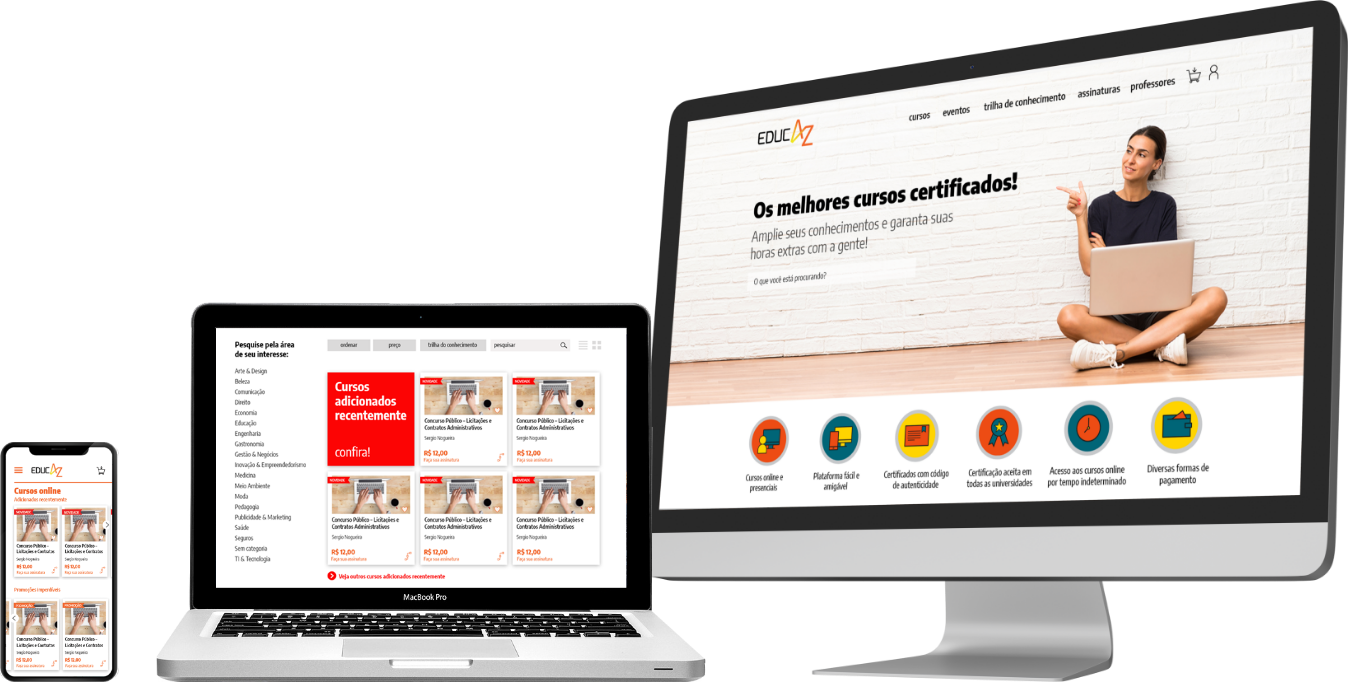 EDUCAZ
cursos
eventos
trilha de conhecimento
assinaturas
professores
Os melhores cursos certificados!
Amplie seus conhecimentos e garanta suas
horas extras com a gente!
O que você está procurando?
Cursos online e
presenciais
Plataforma fácil e
amigável
Certificados com código
de autenticidade
Certificação aceita em
todas as universidades
Acesso aos cursos online
por tempo indeterminado
Diversas formas de
pagamento
Pesquise pela área
de seu interesse:
Arte & Design
Beleza
Comunicação
Direito
Economia
Educação
Engenharia
Gastronomia
Gestão & Negócios
Inovação & Empreendedorismo
Medicina
Meio Ambiente
Moda
Pedagogia
Publicidade & Marketing
Saúde
Seguros
Sem categoria
TI & Tecnologia
ordenar
preço
trilha do conhecimento
pesquisar
Cursos
adicionados
recentemente
confira!
NOVIDADE
Concurso Público – Licitações e
Contratos Administrativos
Sergio Nogueira
R$ 12,00
Faça sua assinatura
NOVIDADE
Concurso Público – Licitações e
Contratos Administrativos
Sergio Nogueira
R$ 12,00
Faça sua assinatura
NOVIDADE
Concurso Público – Licitações e
Contratos Administrativos
Sergio Nogueira
R$ 12,00
Faça sua assinatura
NOVIDADE
Concurso Público – Licitações e
Contratos Administrativos
Sergio Nogueira
R$ 12,00
Faça sua assinatura
NOVIDADE
Concurso Público – Licitações e
Contratos Administrativos
Sergio Nogueira
R$ 12,00
Faça sua assinatura
Veja outros cursos adicionados recentemente
MacBook Pro
EDUCAZ
Cursos online
Adicionados recentemente
NOVIDADE
Concurso Público –
Licitações e Contratos
Sergio Nogueira
R$ 12,00
Faça sua assinatura
NOVIDADE
Concurso Público –
Licitações e Contratos
Sergio Nogueira
R$ 12,00
Faça sua assinatura
Promoções imperdíveis
PROMOÇÃO
Concurso Público –
Licitações e Contratos
Sergio Nogueira
R$ 12,00
Faça sua assinatura
PROMOÇÃO
Concurso Público –
Licitações e Contratos
Sergio Nogueira
R$ 12,00
Faça sua assinatura